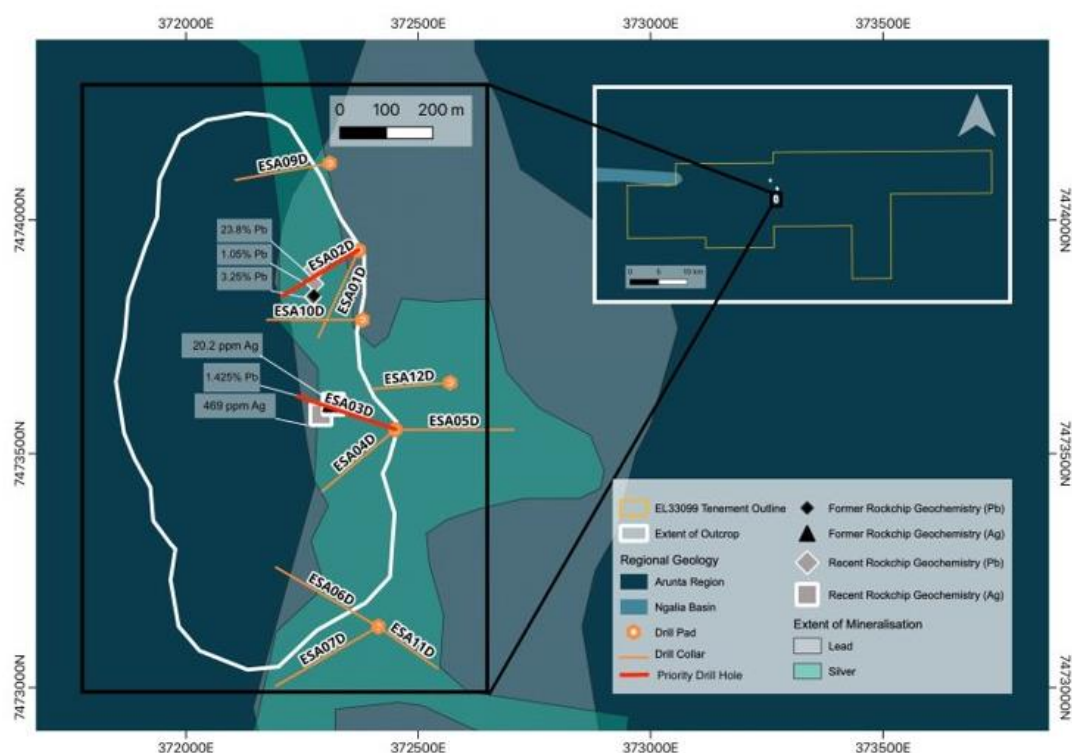 372000E 372500E 373000E 373500E
0 100 200 m
ESA09D
7474000N
7474000N
23.8% Pb
ESA02D
1.05% Pb
ESA01D
3.25% Pb
0 5 10 km
ESA10D
20.2 ppm Ag
ESA12D
1.425% Pb
ESA03D
469 ppm Ag
ESA05D
ESA04D
7473500N
7473500N
EL33099 Tenement Outline
Extent of Outcrop
Regional Geology
Arunta Region
Ngalia Basin
Drill Pad
Drill Collar
Priority Drill Hole
Former Rockchip Geochemistry (Pb)
Former Rockchip Geochemistry (Ag)
Recent Rockchip Geochemistry (Pb)
Recent Rockchip Geochemistry (Ag)
Extent of Mineralisation
Lead
Silver
ESA06D
ESA07D
ESA11D
7473000N
7473000N
372000E 372500E 373000E 373500E